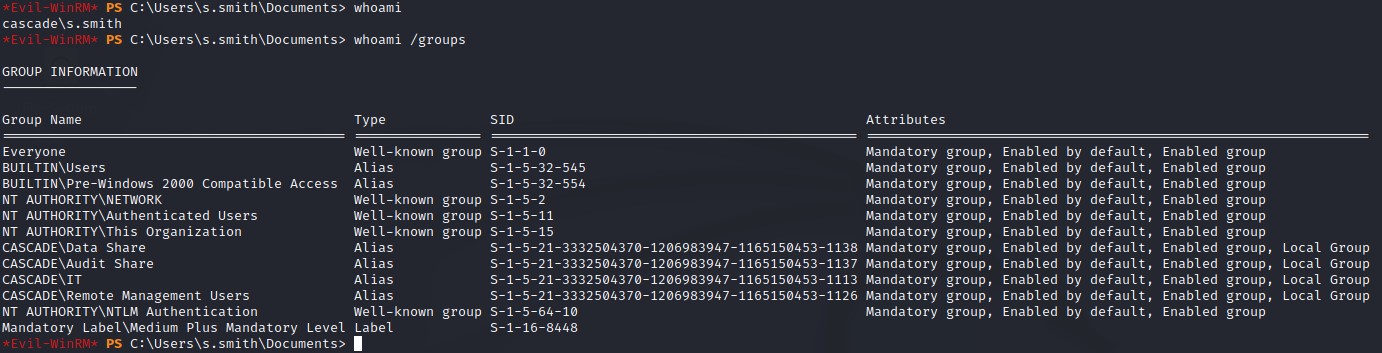 *Evil-WinRM* PS C:\Users\s.smith\Documents> whoami
cascade\s.smith
*Evil-WinRM* PS C:\Users\s.smith\Documents> whoami /groups
GROUP INFORMATION
-----------------
Group Name Type SID Attributes
=========================================== ================ ============================================== ===============================================================
Everyone Well-known group S-1-1-0 Mandatory group, Enabled by default, Enabled group
BUILTIN\Users Alias S-1-5-32-545 Mandatory group, Enabled by default, Enabled group
BUILTIN\Pre-Windows 2000 Compatible Access Alias S-1-5-32-554 Mandatory group, Enabled by default, Enabled group
NT AUTHORITY\NETWORK Well-known group S-1-5-2 Mandatory group, Enabled by default, Enabled group
NT AUTHORITY\Authenticated Users Well-known group S-1-5-11 Mandatory group, Enabled by default, Enabled group
NT AUTHORITY\This Organization Well-known group S-1-5-15 Mandatory group, Enabled by default, Enabled group
CASCADE\Data Share Alias S-1-5-21-3332504370-1206983947-1165150453-1138 Mandatory group, Enabled by default, Enabled group, Local Group
CASCADE\Audit Share Alias S-1-5-21-3332504370-1206983947-1165150453-1137 Mandatory group, Enabled by default, Enabled group, Local Group
CASCADE\IT Alias S-1-5-21-3332504370-1206983947-1165150453-1113 Mandatory group, Enabled by default, Enabled group, Local Group
CASCADE\Remote Management Users Alias S-1-5-21-3332504370-1206983947-1165150453-1126 Mandatory group, Enabled by default, Enabled group, Local Group
NT AUTHORITY\NTLM Authentication Well-known group S-1-5-64-10 Mandatory group, Enabled by default, Enabled group
Mandatory Label\Medium Plus Mandatory Level Label S-1-16-8448
*Evil-WinRM* PS C:\Users\s.smith\Documents>